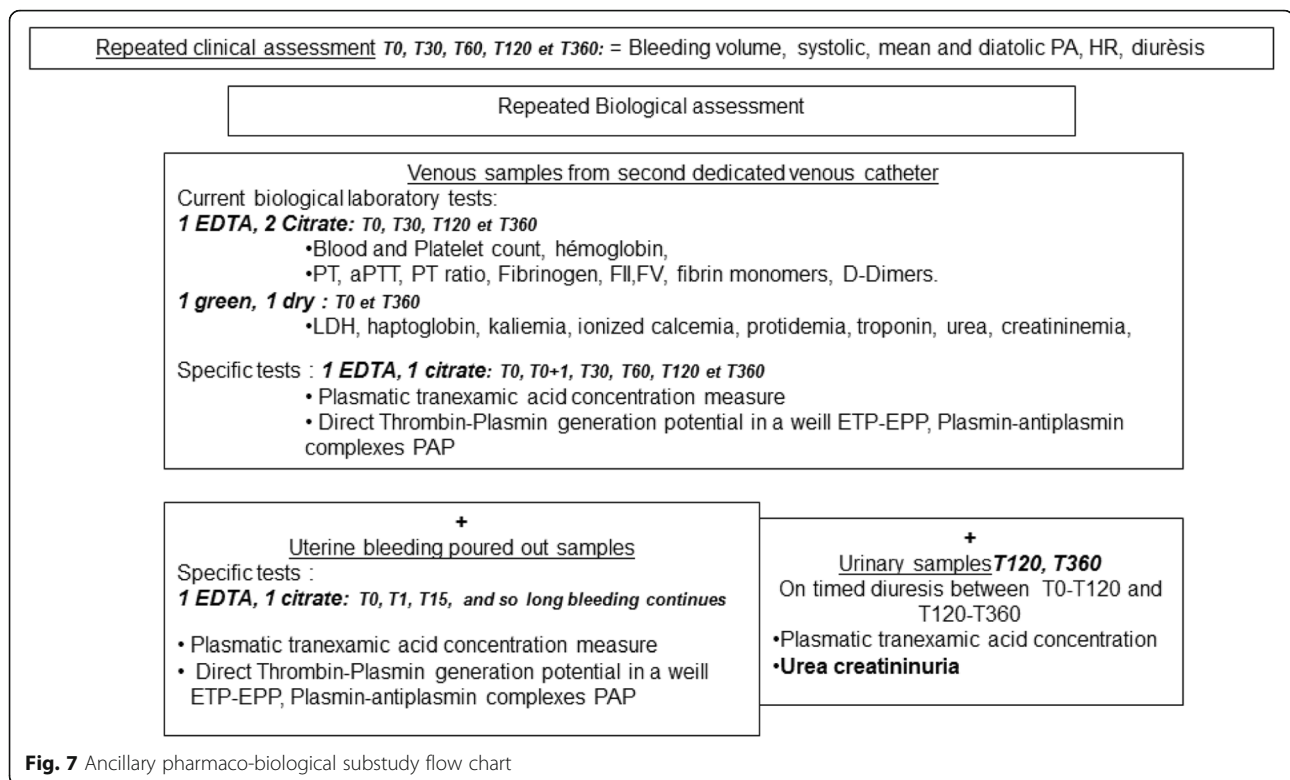 Repeated clinical assessment T0, T30, T60, T120 et T360: = Bleeding volume, systolic, mean and diatolic PA, HR, diurèsis
Repeated Biological assessment
Venous samples from second dedicated venous catheter
Current biological laboratory tests:
1 EDTA, 2 Citrate: T0, T30, T120 et T360
•Blood and Platelet count, hémoglobin,
•PT, aPTT, PT ratio, Fibrinogen, FII,FV, fibrin monomers, D-Dimers.
1 green, 1 dry : T0 et T360
•LDH, haptoglobin, kaliemia, ionized calcemia, protidemia, troponin, urea, creatininemia,
Specific tests : 1 EDTA, 1 citrate: T0, T0+1, T30, T60, T120 et T360
• Plasmatic tranexamic acid concentration measure
• Direct Thrombin-Plasmin generation potential in a weill ETP-EPP, Plasmin-antiplasmin
complexes PAP
+
Uterine bleeding poured out samples
Specific tests :
1 EDTA, 1 citrate: T0, T1, T15, and so long bleeding continues
• Plasmatic tranexamic acid concentration measure
• Direct Thrombin-Plasmin generation potential in a weill
ETP-EPP, Plasmin-antiplasmin complexes PAP
+
Urinary samples T120, T360
On timed diuresis between T0-T120 and
T120-T360
•Plasmatic tranexamic acid concentration
•Urea creatininuria
Fig. 7 Ancillary pharmaco-biological substudy flow chart